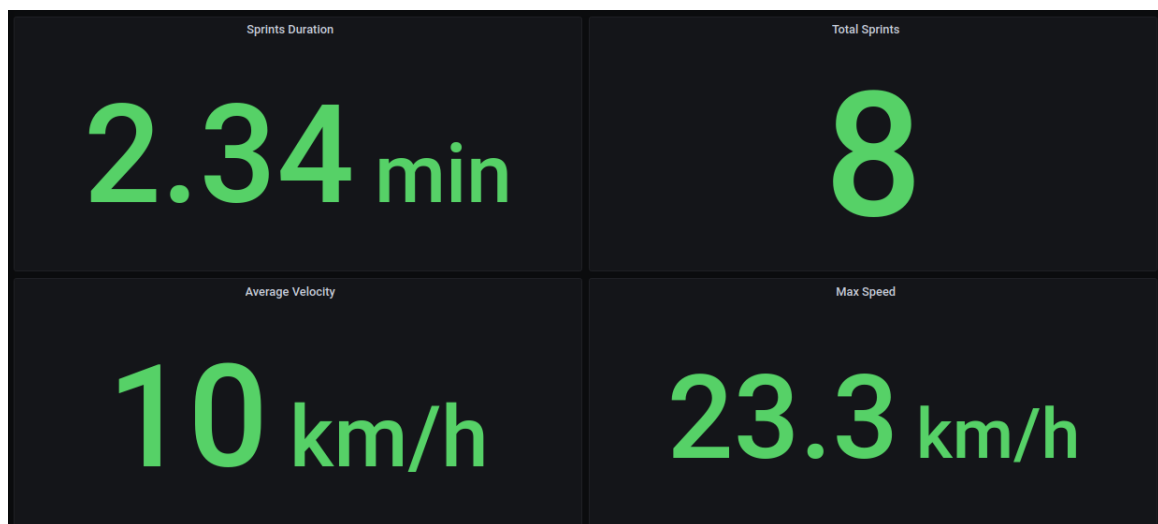 Sprints Duration
2.34 min
Total Sprints
8
Average Velocity
10 km/h
Max Speed
23.3 km/h